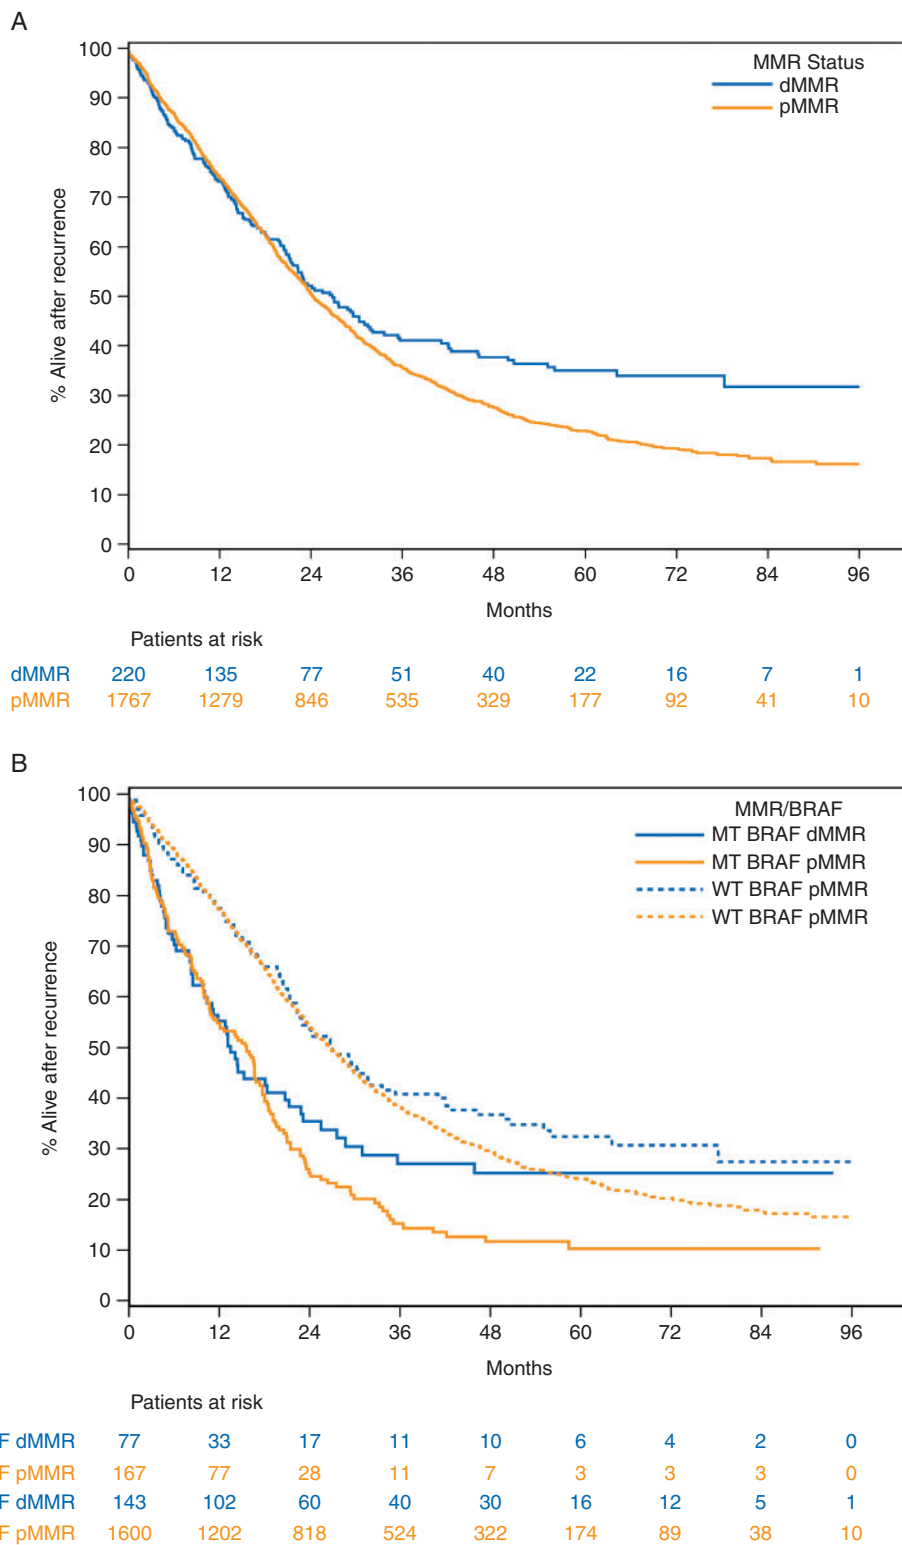 A
MMR Status
dMMR
pMMR
% Alive after recurrence
100
90
80
70
60
50
40
30
20
10
0
0 12 24 36 48 60 72 84 96
Months
Patients at risk
dMMR 220 135 77 51 40 22 16 7 1
pMMR 1767 1279 846 535 329 177 92 41 10
B
MMR/BRAF
MT BRAF dMMR
MT BRAF pMMR
WT BRAF pMMR
WT BRAF pMMR
% Alive after recurrence
100
90
80
70
60
50
40
30
20
10
0
0 12 24 36 48 60 72 84 96
Months
Patients at risk
F dMMR 77 33 17 11 10 6 4 2 0
F pMMR 167 77 28 11 7 3 3 3 0
F dMMR 143 102 60 40 30 16 12 5 1
F pMMR 1600 1202 818 524 322 174 89 38 10